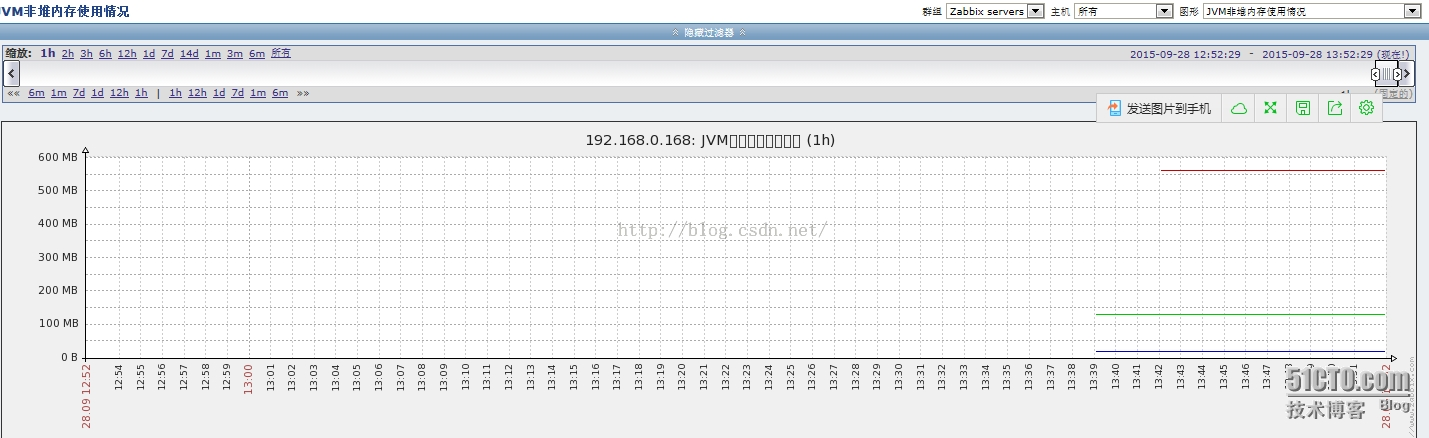 JVM非堆内存使用情况 群组 Zabbix servers 主机 所有 图形 JVM非堆内存使用情况
隐藏过滤器
缩放: 1h 2h 3h 6h 12h 1d 7d 14d 1m 3m 6m 所有 2015-09-28 12:52:29 - 2015-09-28 13:52:29 (现在!)
«« 6m 1m 7d 1d 12h 1h | 1h 12h 1d 7d 1m 6m »» (固定的)
发送图片到手机
192.168.0.168: JVM (1h)
600 MB
500 MB
400 MB
http://blog.csdn.net/
300 MB
200 MB
100 MB
0 B
28.09 12:52 12:54 12:55 12:56 12:57 12:58 12:59 13:00 13:01 13:02 13:03 13:04 13:05 13:06 13:07 13:08 13:09 13:10 13:11 13:12 13:13 13:14 13:15 13:16 13:17 13:18 13:19 13:20 13:21 13:22 13:23 13:24 13:25 13:26 13:27 13:28 13:29 13:30 13:31 13:32 13:33 13:34 13:35 13:36 13:37 13:38 13:39 13:40 13:41 13:42 13:43 13:44 13:45 13:46 13:47
51CTO.com
技术博客 Blog